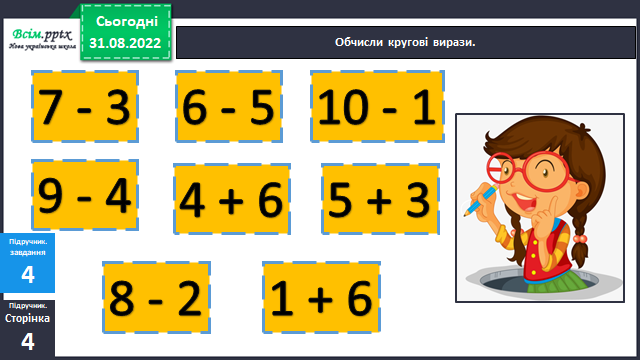 Всім.pptx
Нова українська школа
Сьогодні
31.08.2022
Обчисли кругові вирази.
7 - 3
6 - 5
10 - 1
9 - 4
4 + 6
5 + 3
8 - 2
1 + 6
Підручник.
завдання
4
Підручник.
Сторінка
4